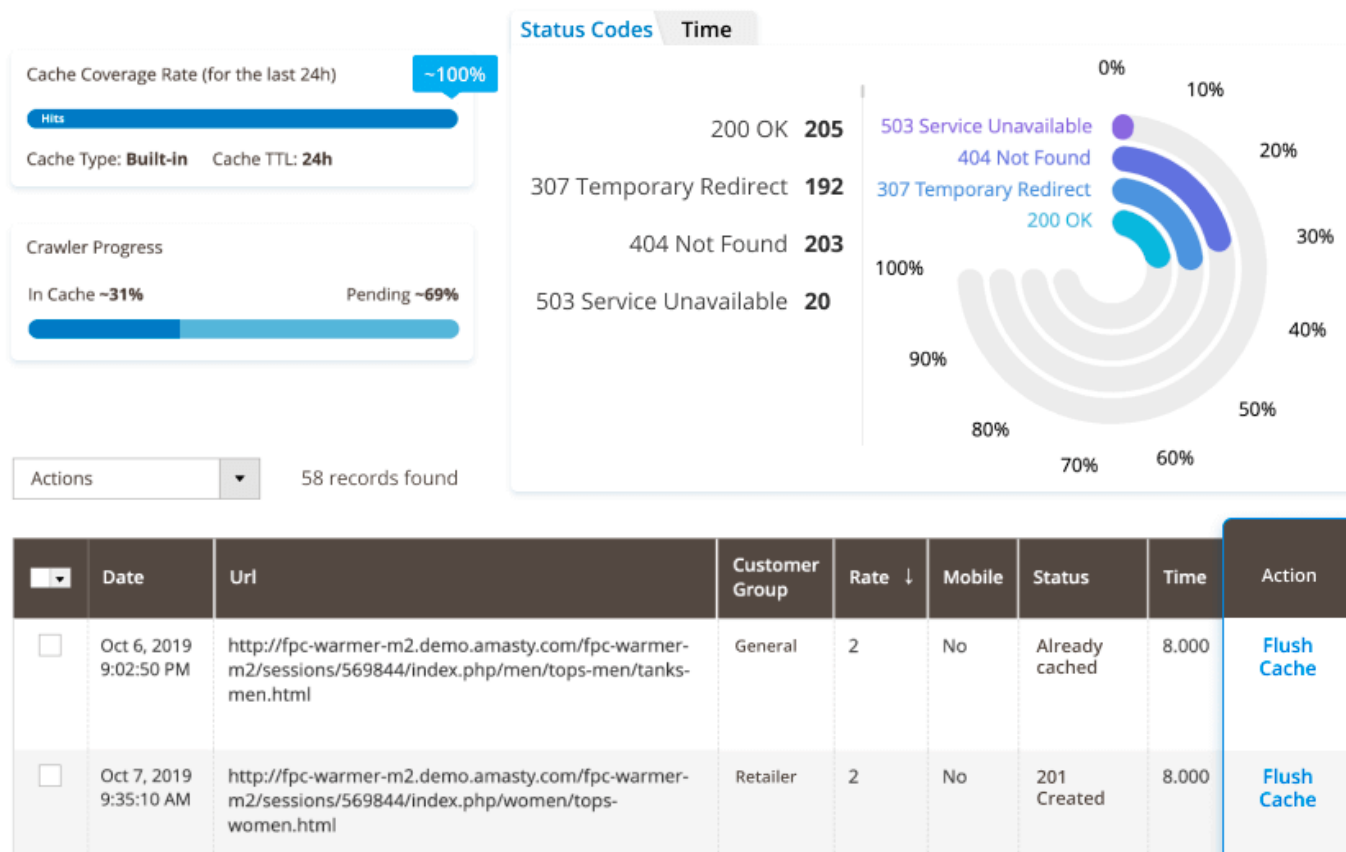 Status Codes Time
Cache Coverage Rate (for the last 24h) ~100%
Hits
Cache Type: Built-in Cache TTL: 24h
Crawler Progress
In Cache ~31% Pending ~69%
200 OK 205
307 Temporary Redirect 192
404 Not Found 203
503 Service Unavailable 20
503 Service Unavailable
404 Not Found
307 Temporary Redirect
200 OK
0%
10%
20%
30%
40%
50%
60%
70%
80%
90%
100%
Actions 58 records found
Date Url Customer Group Rate ↓ Mobile Status Time Action
Oct 6, 2019
9:02:50 PM
http://fpc-warmer-m2.demo.amasty.com/fpc-warmer-
m2/sessions/569844/index.php/men/tops-men/tanks-
men.html
General
2
No
Already
cached
8.000
Flush
Cache
Oct 7, 2019
9:35:10 AM
http://fpc-warmer-m2.demo.amasty.com/fpc-warmer-
m2/sessions/569844/index.php/women/tops-
women.html
Retailer
2
No
201
Created
8.000
Flush
Cache